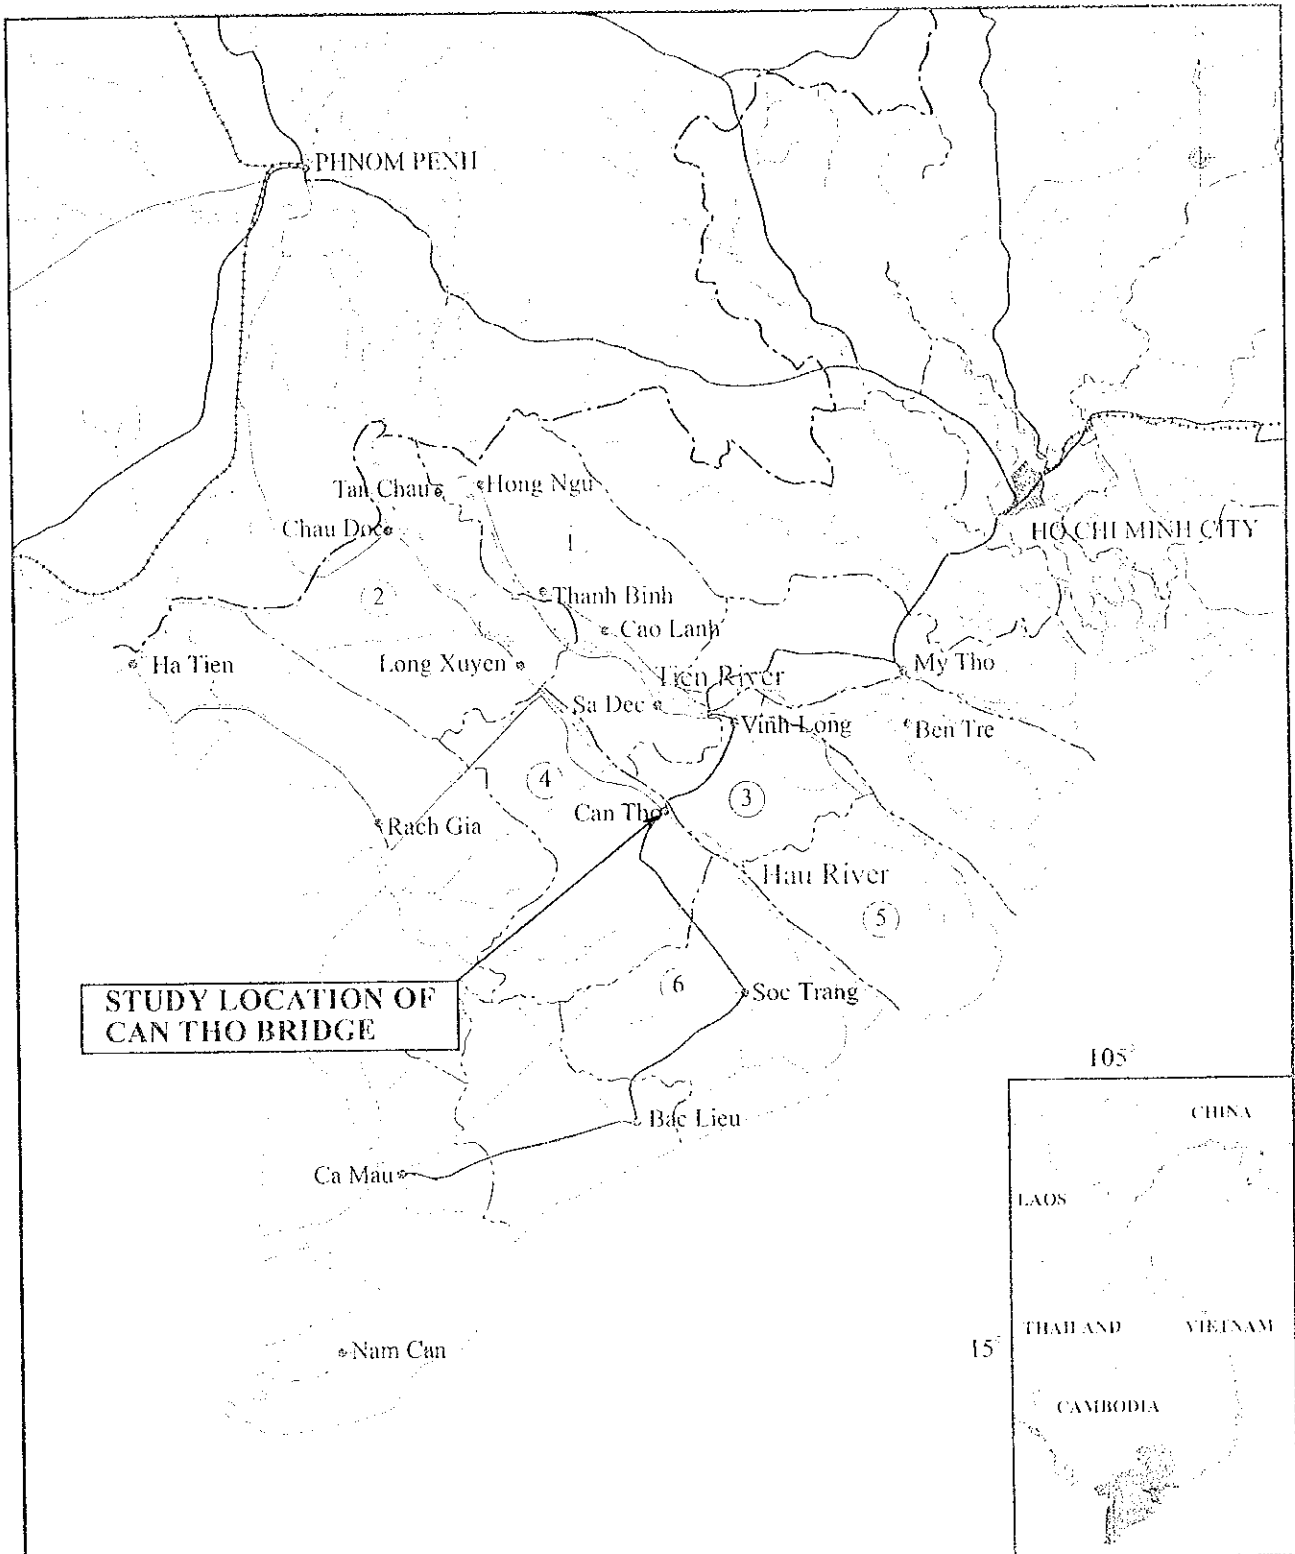 PHNOM PENH
Tan Chau
Hong Ngu
Chau Doc
HO CHI MINH CITY
1
2
Thanh Binh
Cao Lanh
Ha Tien
Long Xuyen
My Tho
Tien River
Sa Dec
Vinh Long
Ben Tre
4
3
Can Tho
Rach Gia
Hau River
5
6
Soc Trang
STUDY LOCATION OF
CAN THO BRIDGE
105°
Bac Lieu
CHINA
Ca Mau
LAOS
THAILAND
VIETNAM
15°
Nam Can
CAMBODIA